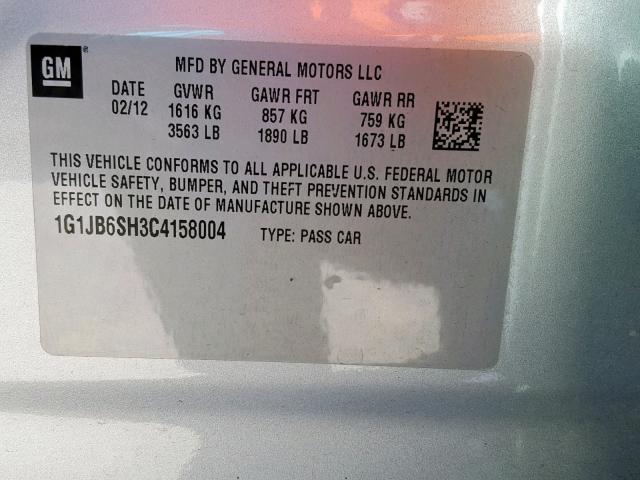 GM
®
MFD BY GENERAL MOTORS LLC
DATE GVWR GAWR FRT GAWR RR
02/12 1616 KG 857 KG 759 KG
3563 LB 1890 LB 1673 LB
THIS VEHICLE CONFORMS TO ALL APPLICABLE U.S. FEDERAL MOTOR
VEHICLE SAFETY, BUMPER, AND THEFT PREVENTION STANDARDS IN
EFFECT ON THE DATE OF MANUFACTURE SHOWN ABOVE.
1G1JB6SH3C4158004 TYPE: PASS CAR